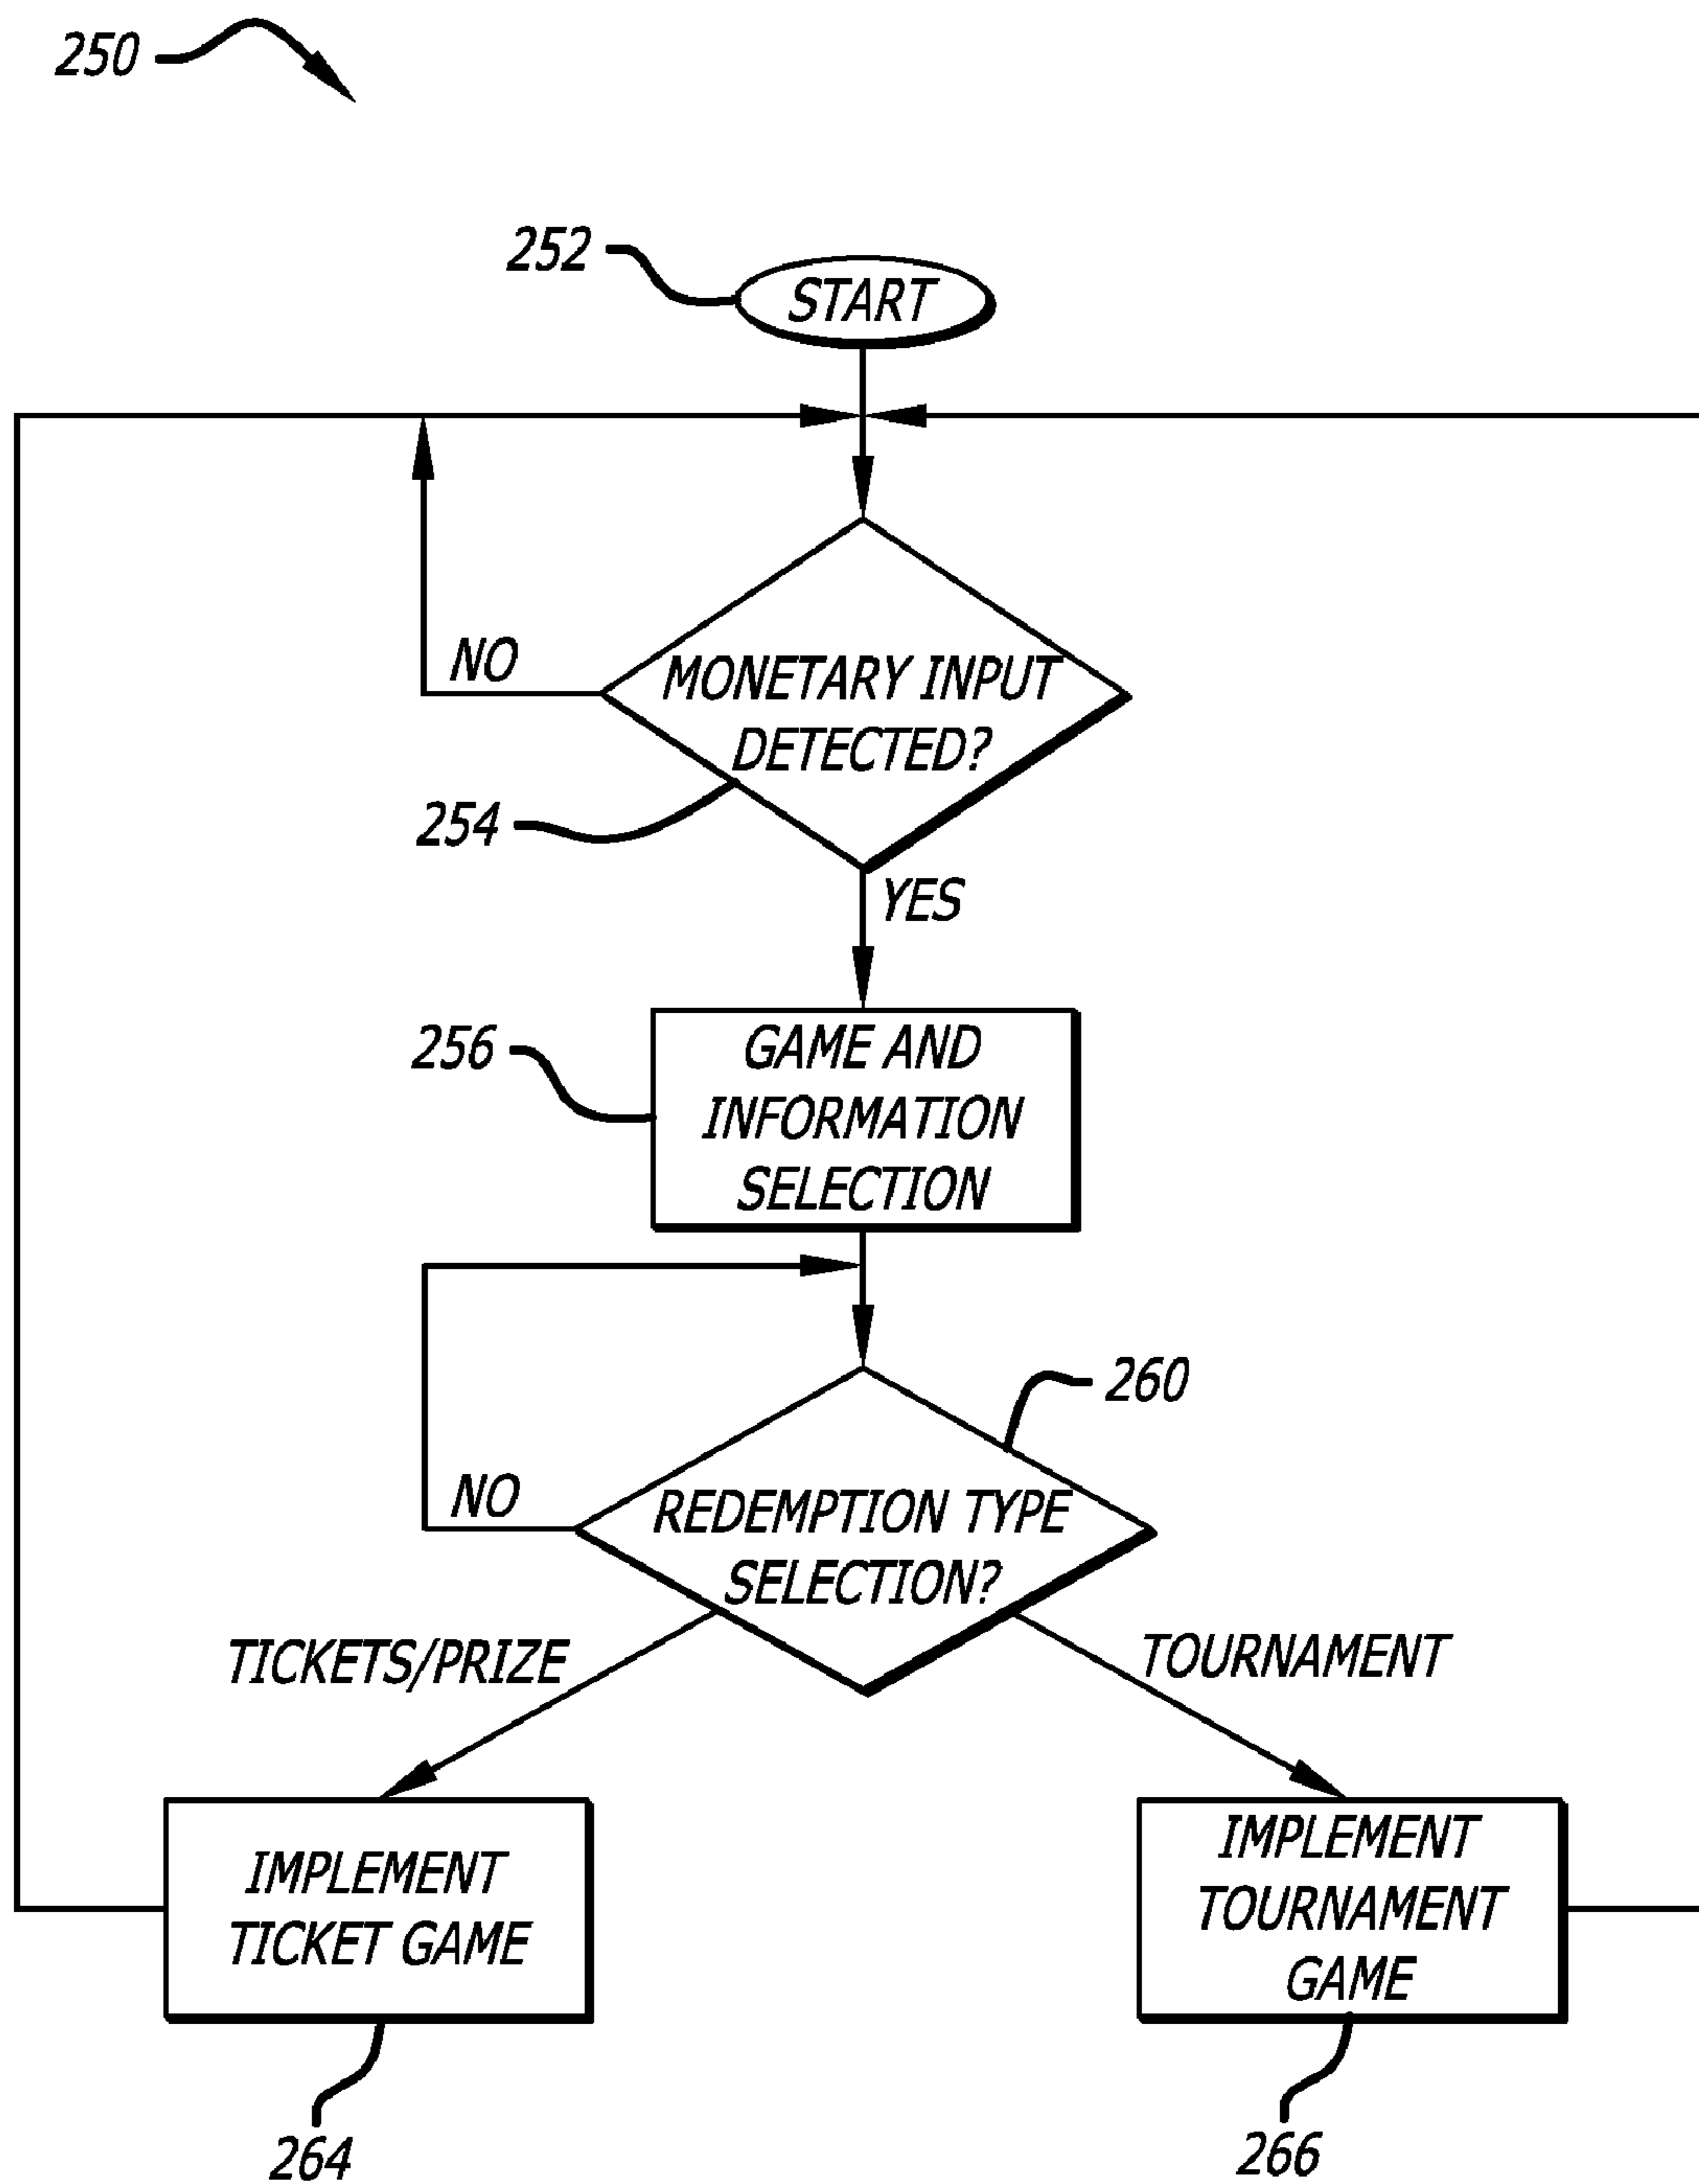 250
252
START
NO
MONETARY INPUT
DETECTED?
254
YES
256
GAME AND
INFORMATION
SELECTION
260
NO
REDEMPTION TYPE
SELECTION?
TICKETS/PRIZE
TOURNAMENT
IMPLEMENT
TICKET GAME
IMPLEMENT
TOURNAMENT
GAME
264
266